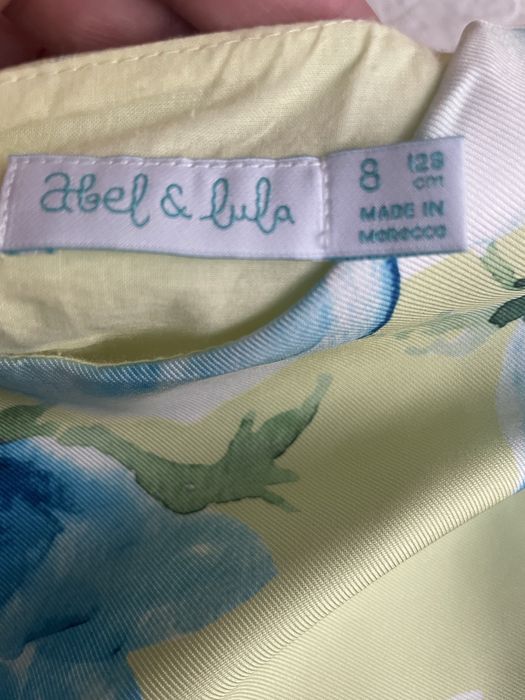 abel & lula
8 128
cm
MADE IN
Morocco